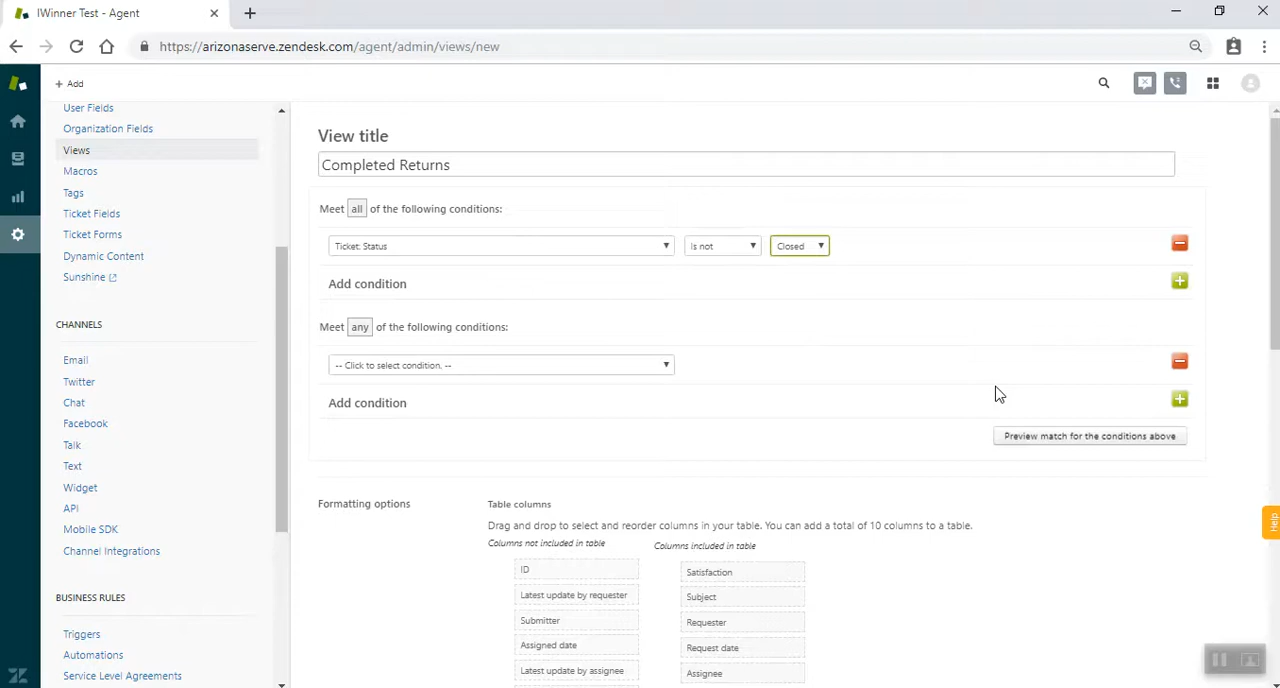 IWinner Test - Agent
https://arizonaserve.zendesk.com/agent/admin/views/new
+ Add
User Fields
Organization Fields
Views
Macros
Tags
Ticket Fields
Ticket Forms
Dynamic Content
Sunshine
CHANNELS
Email
Twitter
Chat
Facebook
Talk
Text
Widget
API
Mobile SDK
Channel Integrations
BUSINESS RULES
Triggers
Automations
Service Level Agreements
View title
Completed Returns
Meet all of the following conditions:
Ticket: Status is not Closed
Add condition
Meet any of the following conditions:
-- Click to select condition. --
Add condition
Preview match for the conditions above
Formatting options
Table columns
Drag and drop to select and reorder columns in your table. You can add a total of 10 columns to a table.
Columns not included in table
ID
Latest update by requester
Submitter
Assigned date
Latest update by assignee
Columns included in table
Satisfaction
Subject
Requester
Request date
Assignee
Help